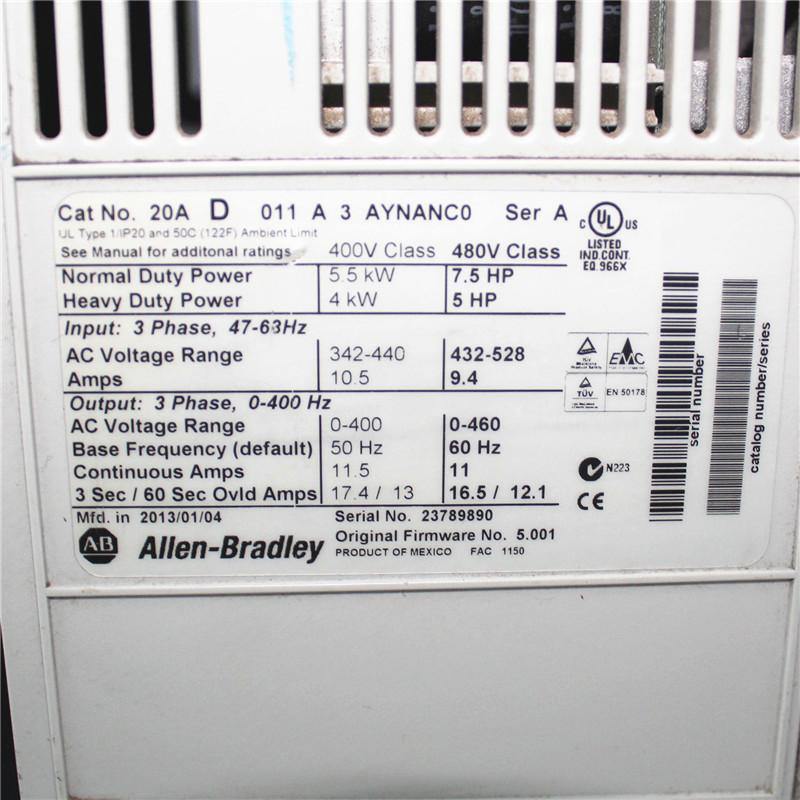 Cat No. 20A D 011 A 3 AYNANC0 Ser A
UL Type 1/IP20 and 50C (122F) Ambient Limit
See Manual for additonal ratings 400V Class 480V Class
Normal Duty Power 5.5 kW 7.5 HP
Heavy Duty Power 4 kW 5 HP
Input: 3 Phase, 47-63Hz
AC Voltage Range 342-440 432-528
Amps 10.5 9.4
Output: 3 Phase, 0-400 Hz
AC Voltage Range 0-400 0-460
Base Frequency (default) 50 Hz 60 Hz
Continuous Amps 11.5 11
3 Sec / 60 Sec Ovld Amps 17.4 / 13 16.5 / 12.1
Mfd. in 2013/01/04 Serial No. 23789890
Original Firmware No. 5.001
AB Allen-Bradley PRODUCT OF MEXICO FAC 1150
C UL US
LISTED
IND.CONT.
EQ.966X
TÜV EMC
TÜV EN 50178
N223
CE
serial number
catalog number/series